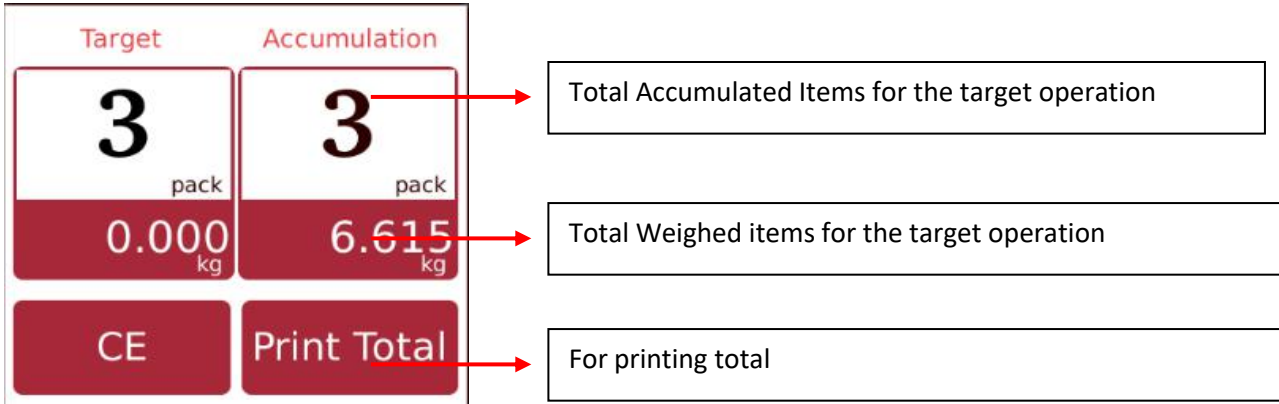 Target Accumulation
3 3 Total Accumulated Items for the target operation
pack pack
0.000 6.615 Total Weighed items for the target operation
kg kg
CE Print Total For printing total